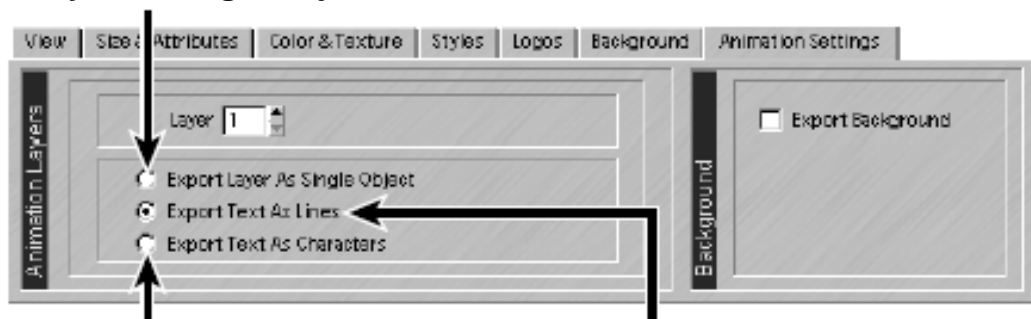 View Size & Attributes Color & Texture Styles Logos Background Animation Settings
Animation Layers
Layer 1
Export Layer As Single Object
Export Text As Lines
Export Text As Characters
Background
Export Background